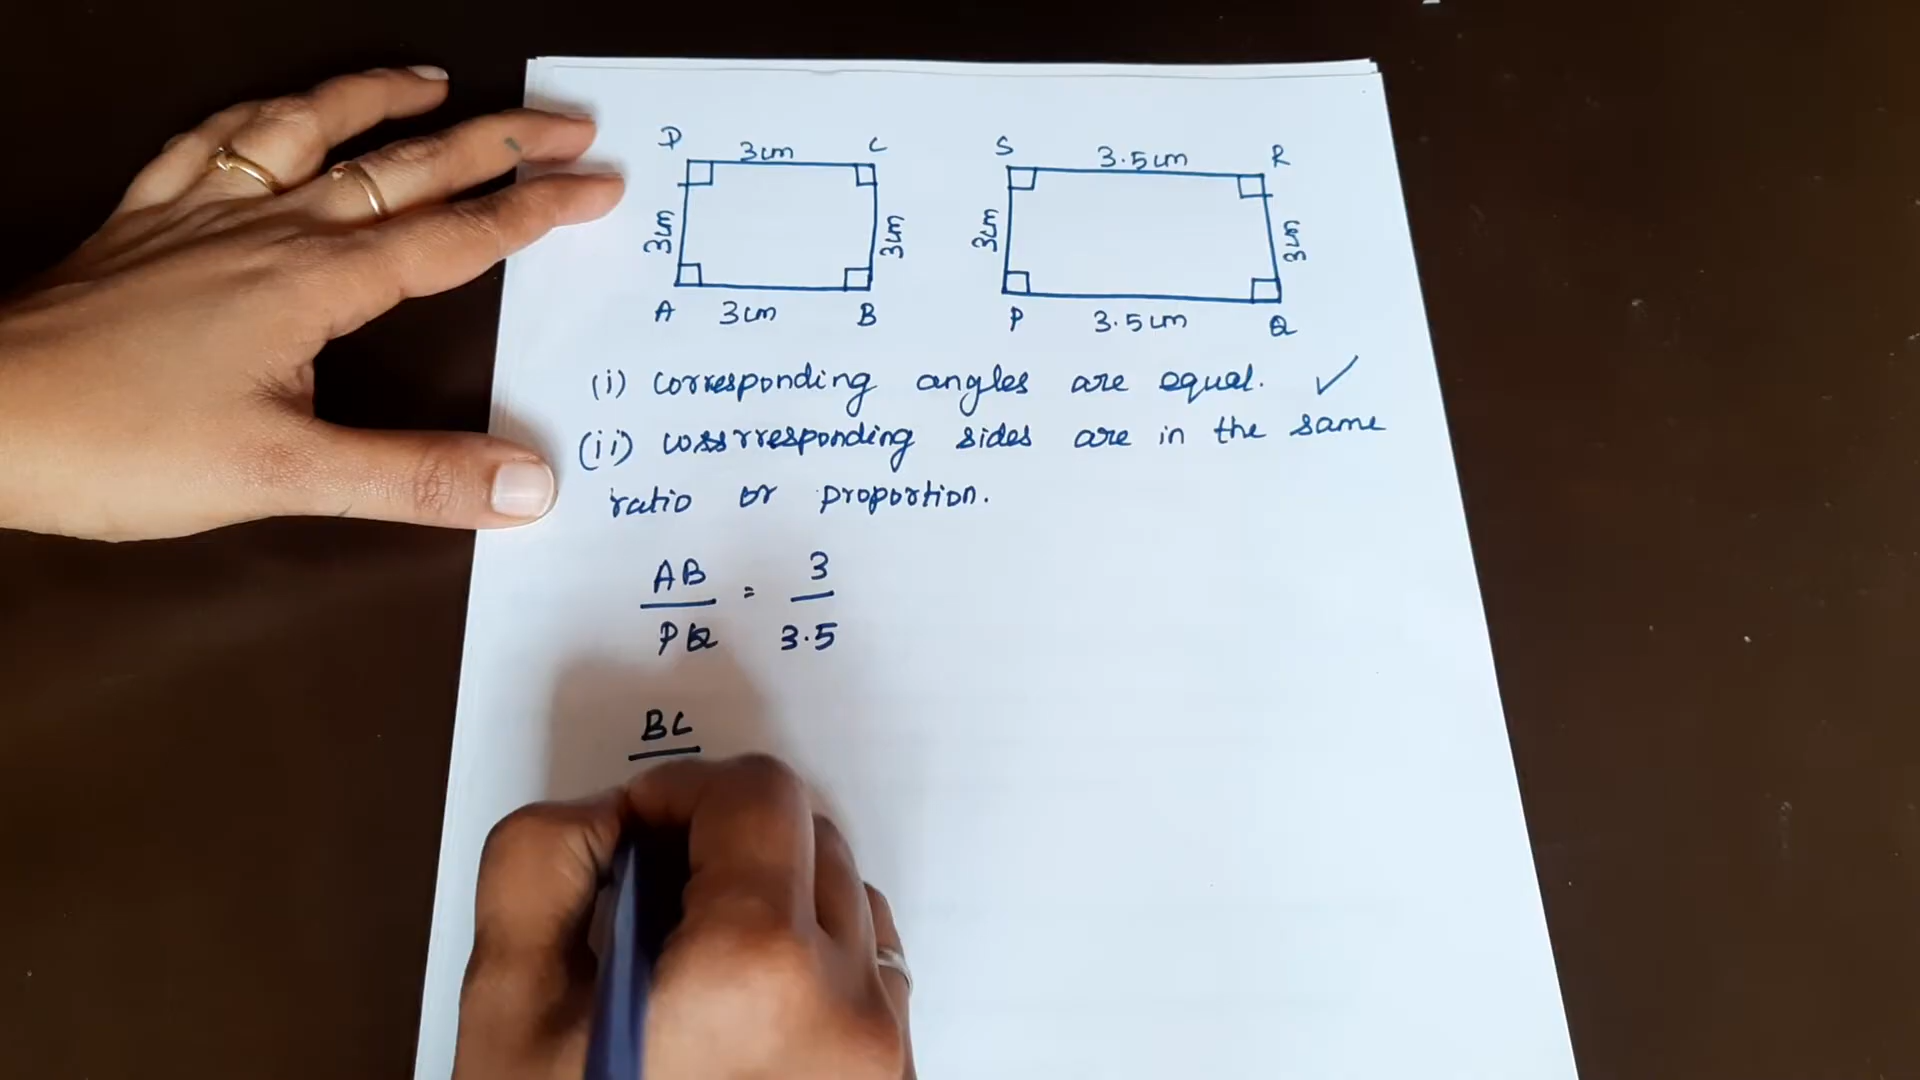 D 3cm C S 3.5cm R
3cm 3cm 3cm 3cm
A 3cm B P 3.5cm Q
(i) corresponding angles are equal. ✓
(ii) cossrresponding sides are in the same
ratio or proportion.
AB = 3
PQ 3.5
BC